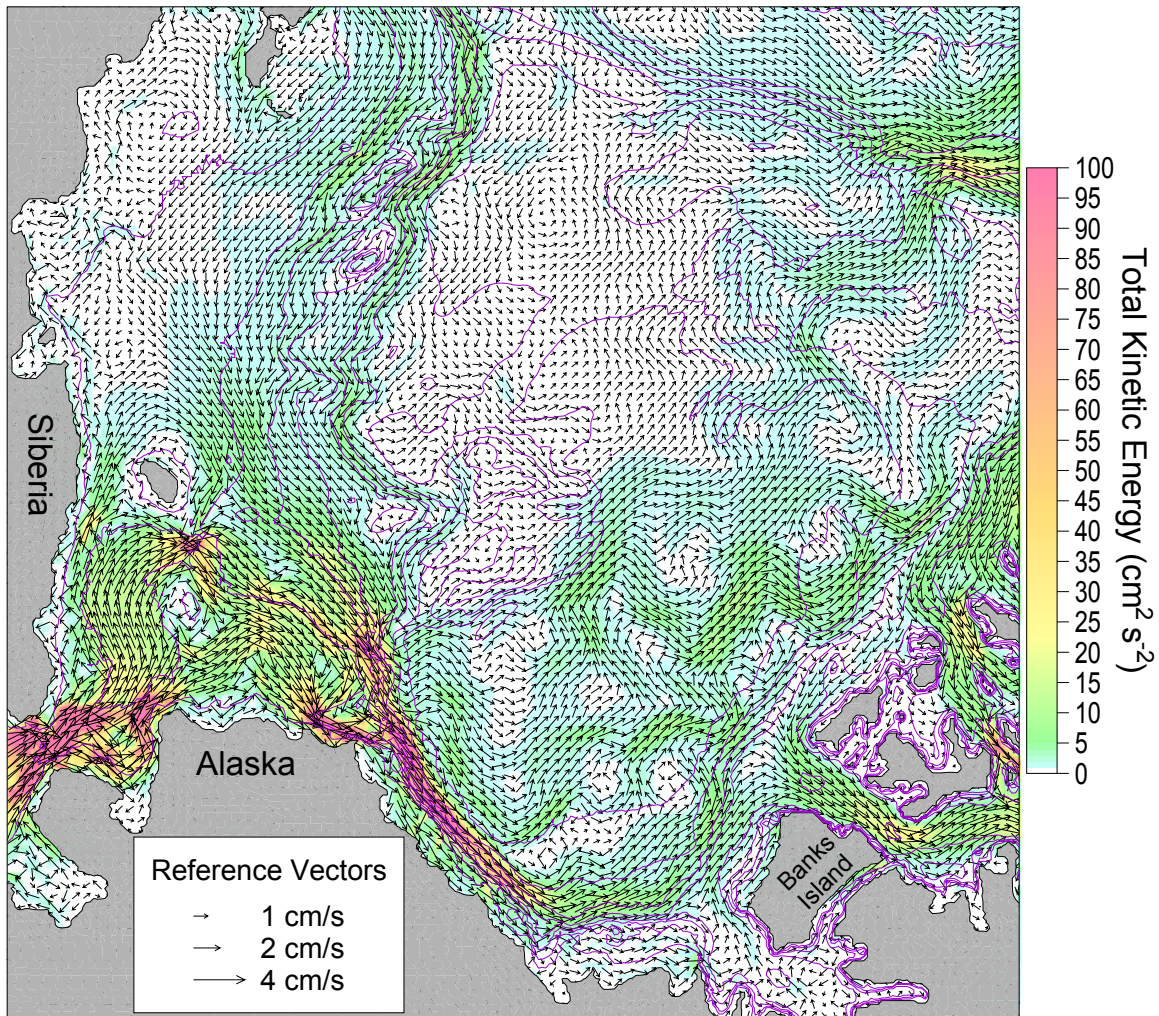 Siberia
Alaska
Banks
Island
Reference Vectors
1 cm/s
2 cm/s
4 cm/s
100
95
90
85
80
75
70
65
60
55
50
45
40
35
30
25
20
15
10
5
0
Total Kinetic Energy (cm² s⁻²)